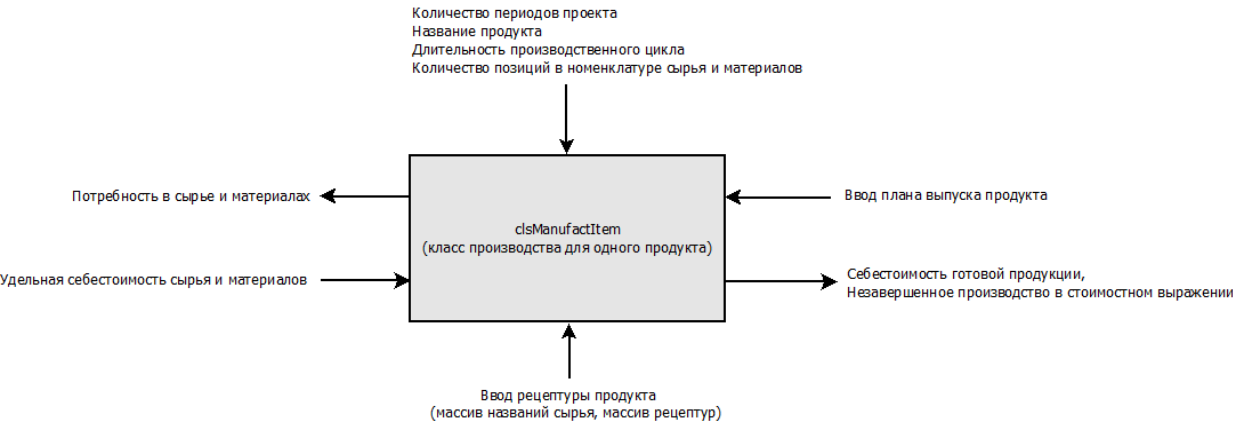 Количество периодов проекта
Название продукта
Длительность производственного цикла
Количество позиций в номенклатуре сырья и материалов
Потребность в сырье и материалах
Ввод плана выпуска продукта
clsManufactItem
(класс производства для одного продукта)
Удельная себестоимость сырья и материалов
Себестоимость готовой продукции,
Незавершенное производство в стоимостном выражении
Ввод рецептуры продукта
(массив названий сырья, массив рецептур)